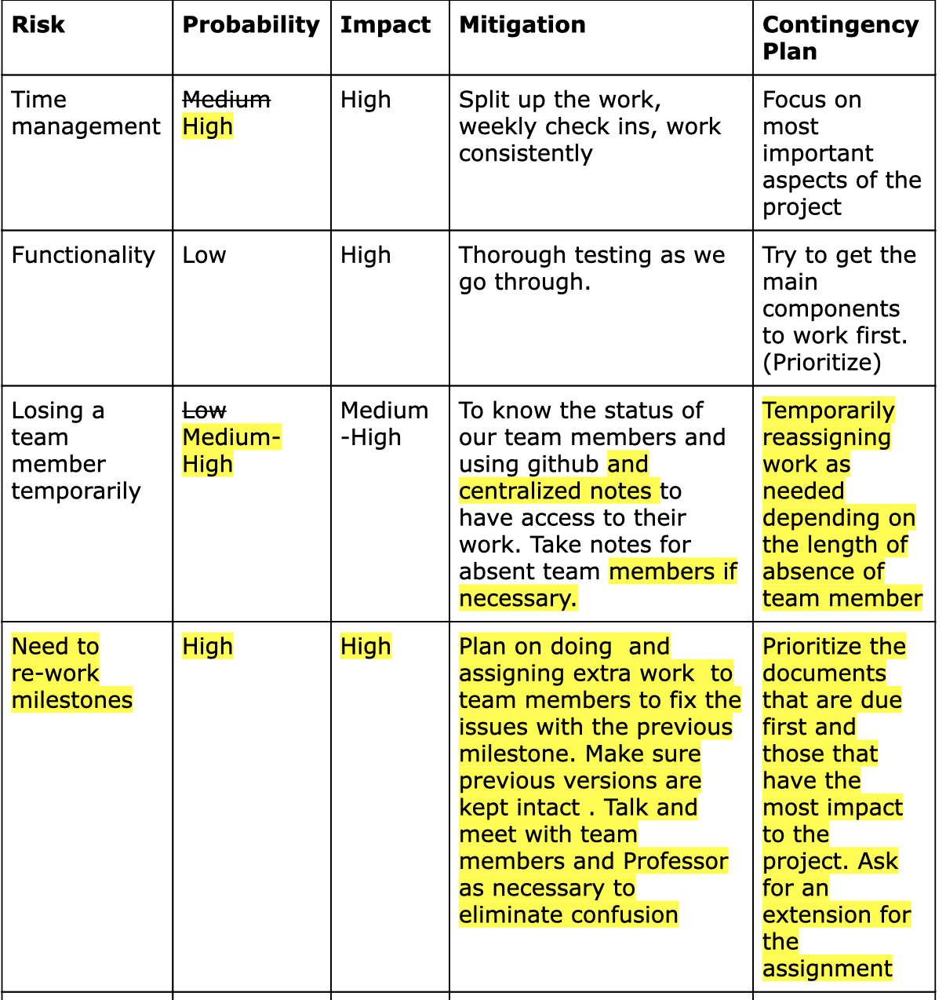 Risk
Probability
Impact
Mitigation
Contingency
Plan
Time
management
Medium
High
High
Split up the work,
weekly check ins, work
consistently
Focus on
most
important
aspects of the
project
Functionality
Low
High
Thorough testing as we
go through.
Try to get the
main
components
to work first.
(Prioritize)
Losing a
team
member
temporarily
Low
Medium-
High
Medium
-High
To know the status of
our team members and
using github and
centralized notes to
have access to their
work. Take notes for
absent team members if
necessary.
Temporarily
reassigning
work as
needed
depending on
the length of
absence of
team member
Need to
re-work
milestones
High
High
Plan on doing  and
assigning extra work  to
team members to fix the
issues with the previous
milestone. Make sure
previous versions are
kept intact . Talk and
meet with team
members and Professor
as necessary to
eliminate confusion
Prioritize the
documents
that are due
first and
those that
have the
most impact
to the
project. Ask
for an
extension for
the
assignment